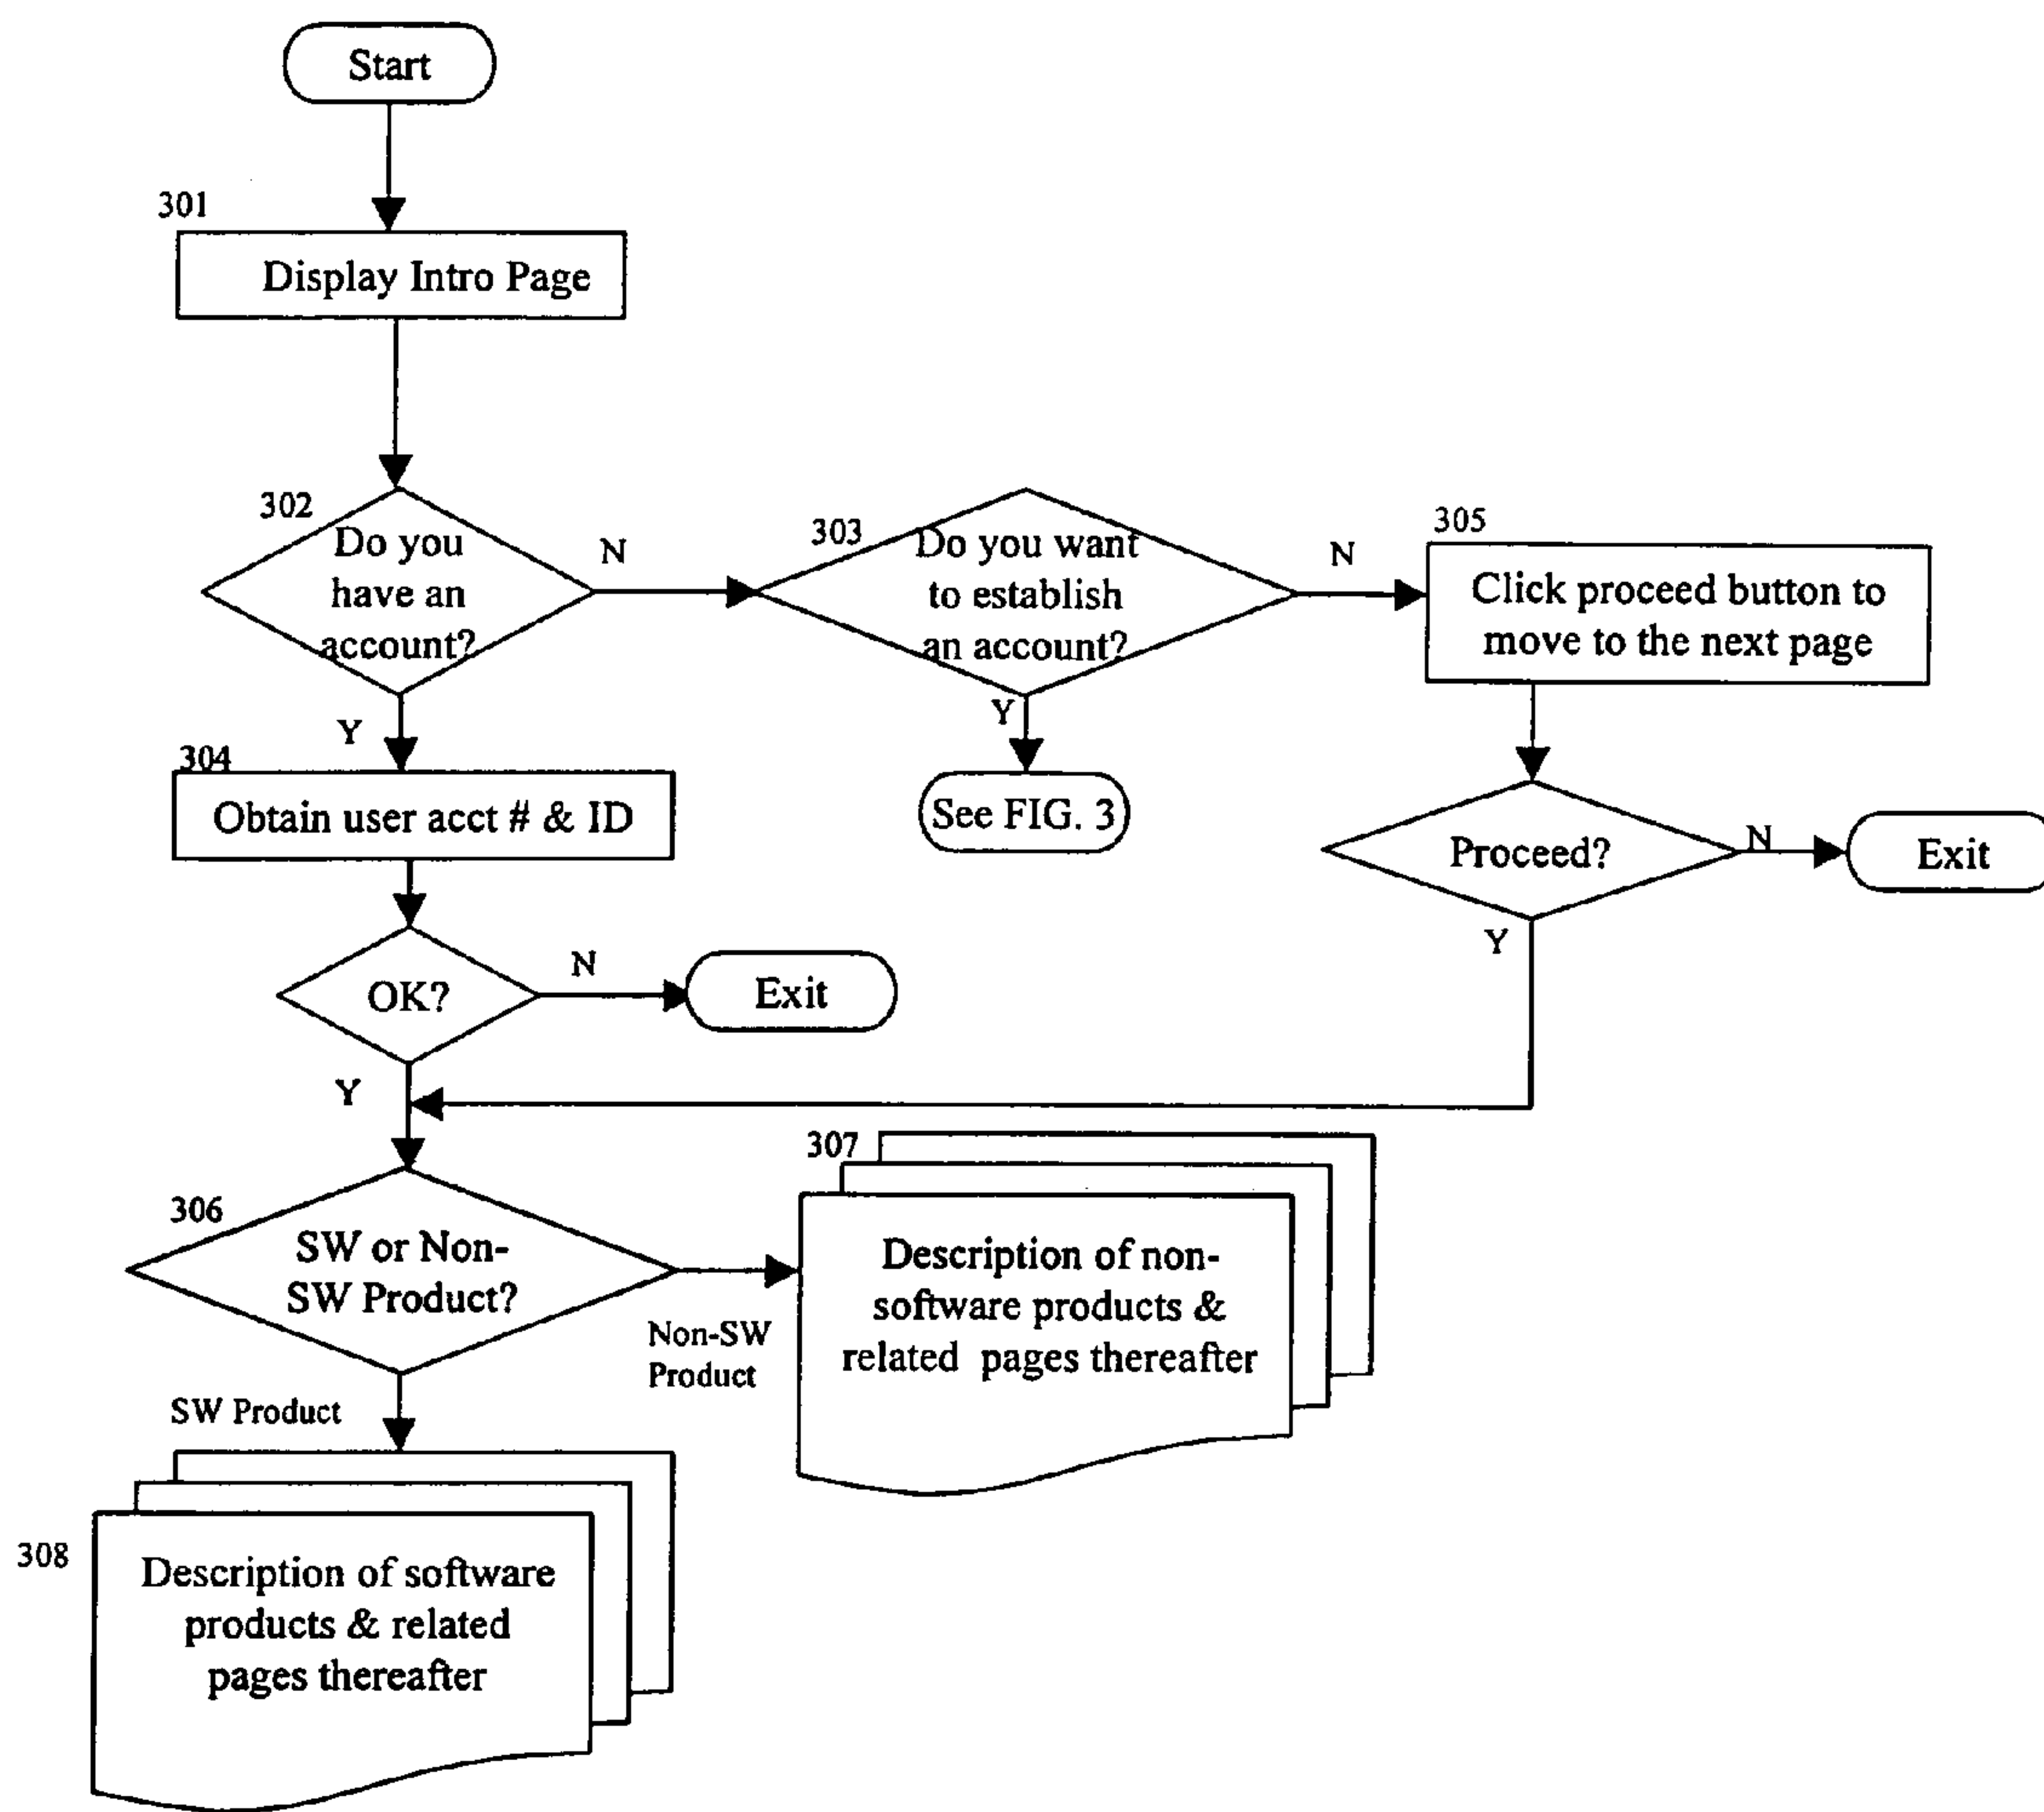 Start
301
Display Intro Page
302
Do you
have an
account?
N
303
Do you want
to establish
an account?
N
305
Click proceed button to
move to the next page
Y
304
Obtain user acct # & ID
Y
See FIG. 3
Proceed?
N
Exit
Y
OK?
N
Exit
Y
306
SW or Non-
SW Product?
Non-SW
Product
307
Description of non-
software products &
related pages thereafter
SW Product
308
Description of software
products & related
pages thereafter